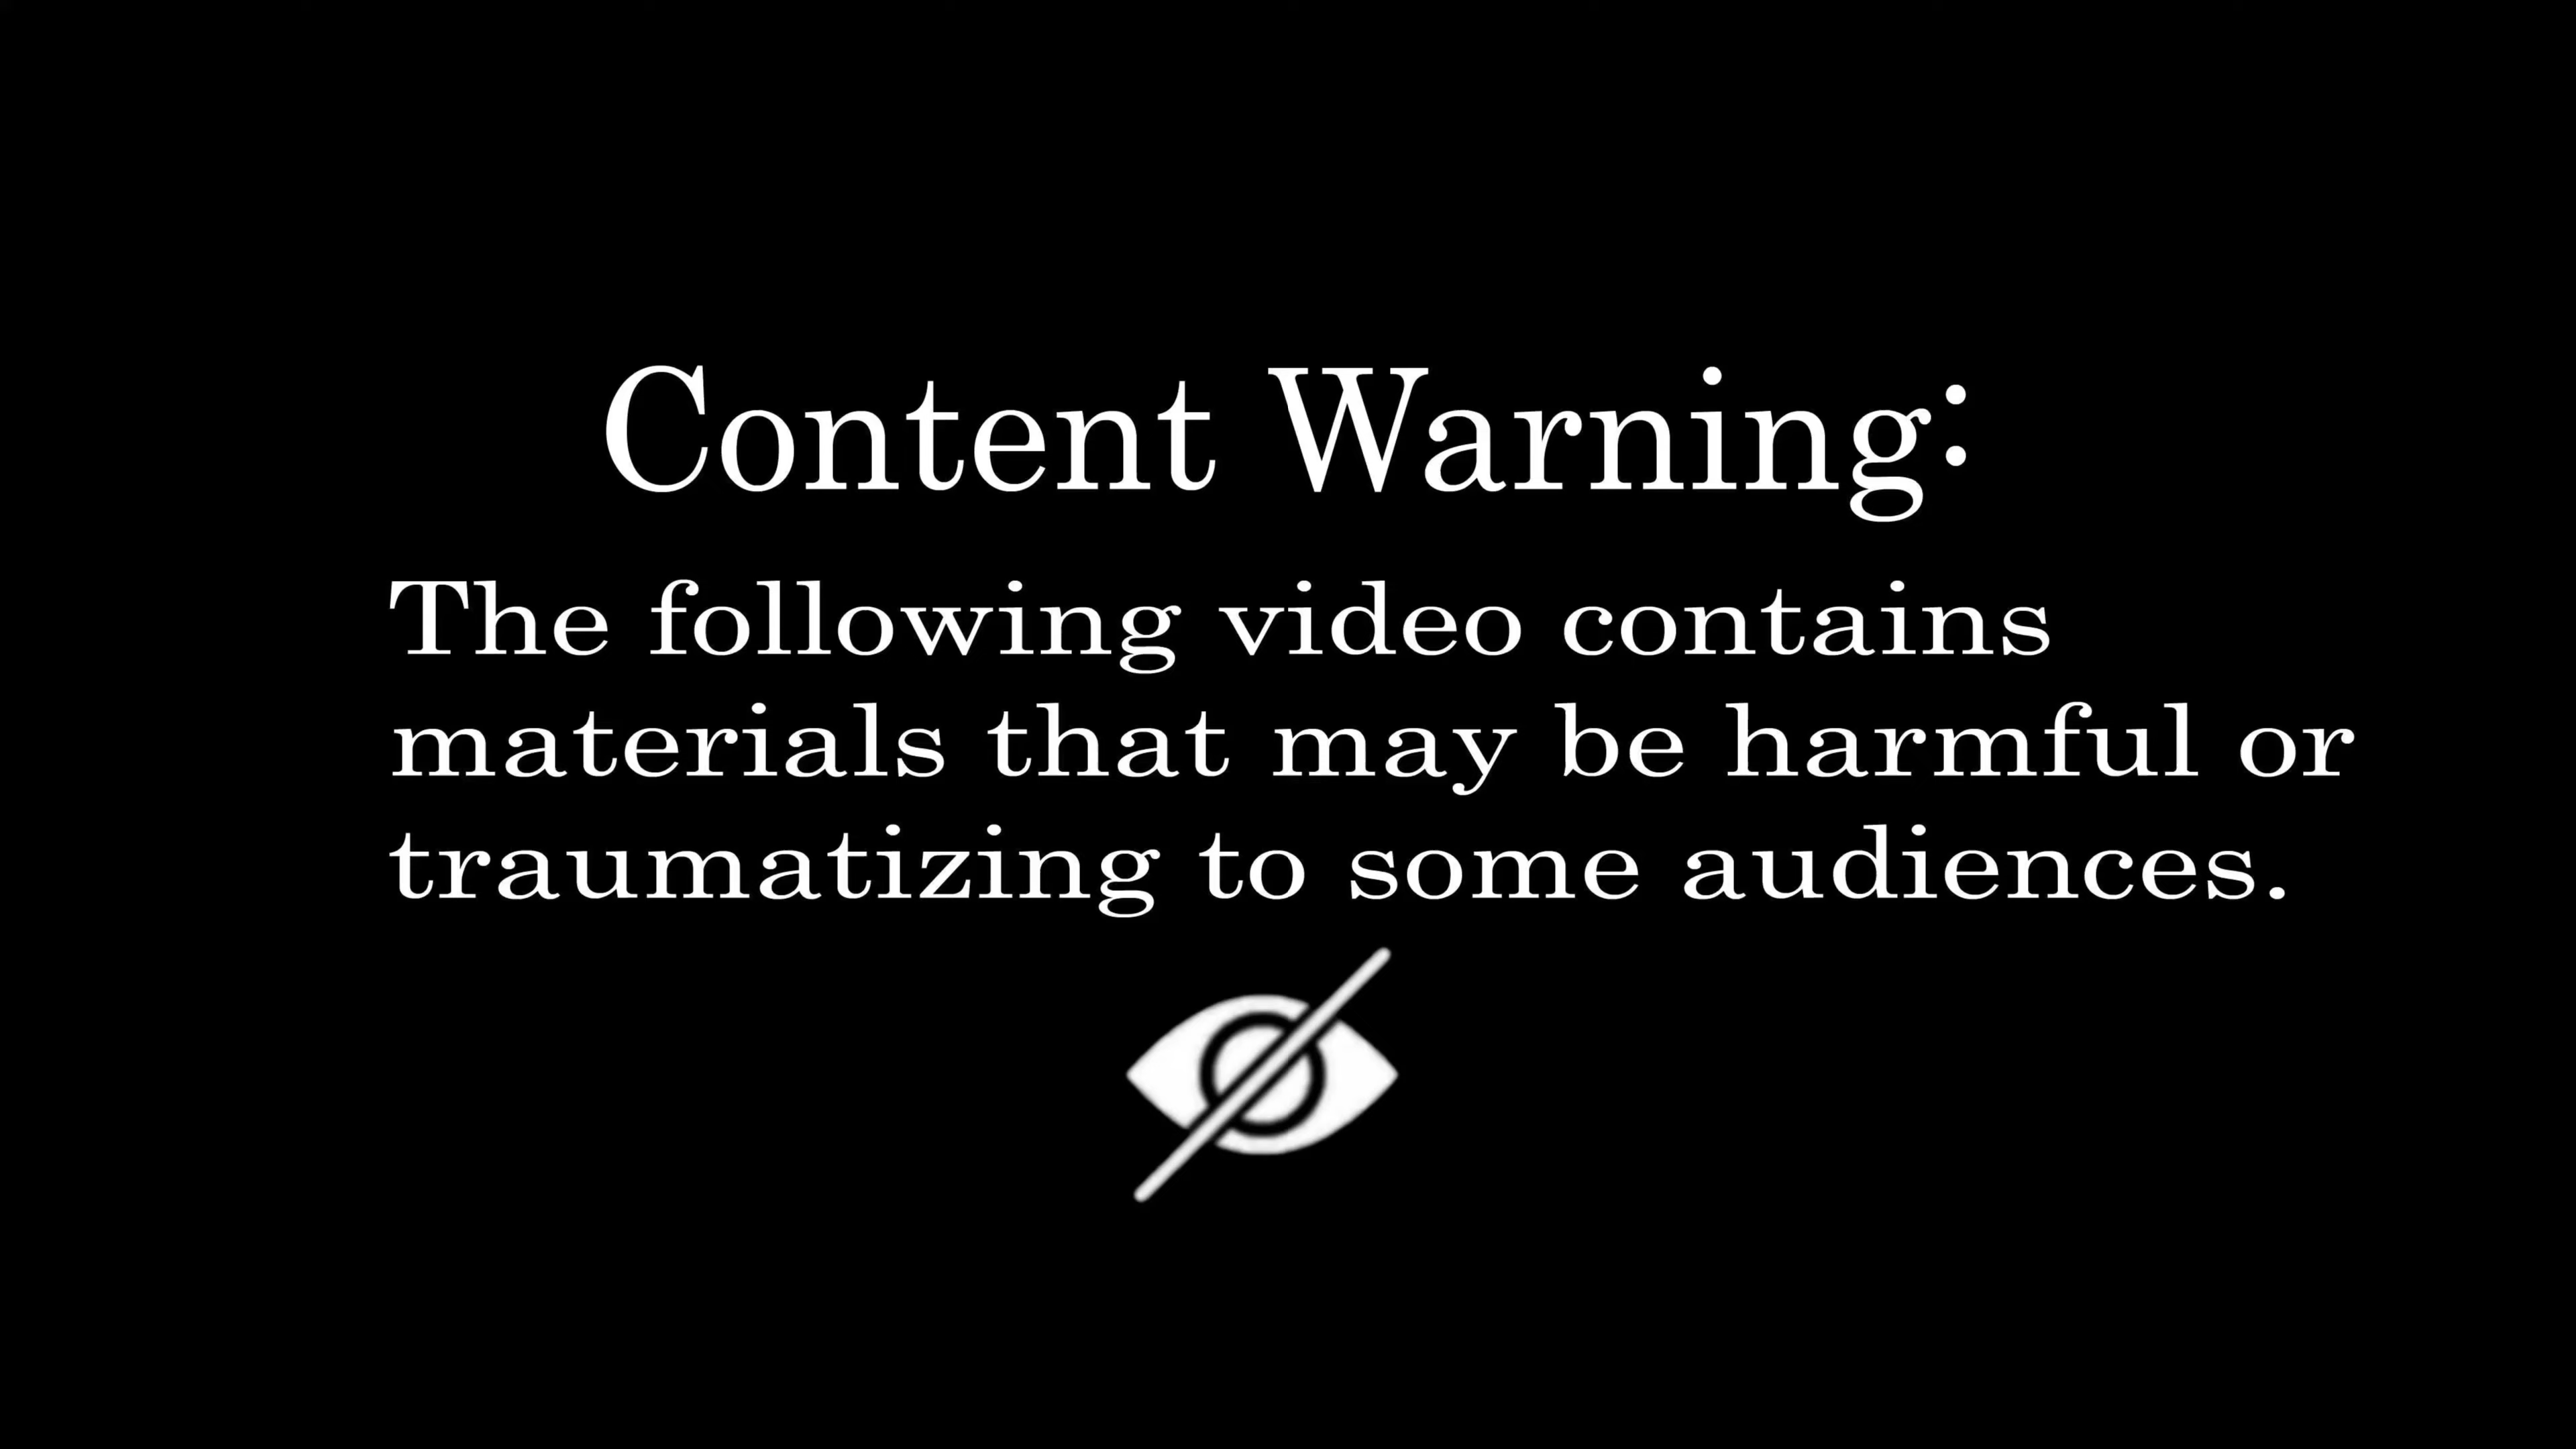 Content Warning:
The following video contains
materials that may be harmful or
traumatizing to some audiences.